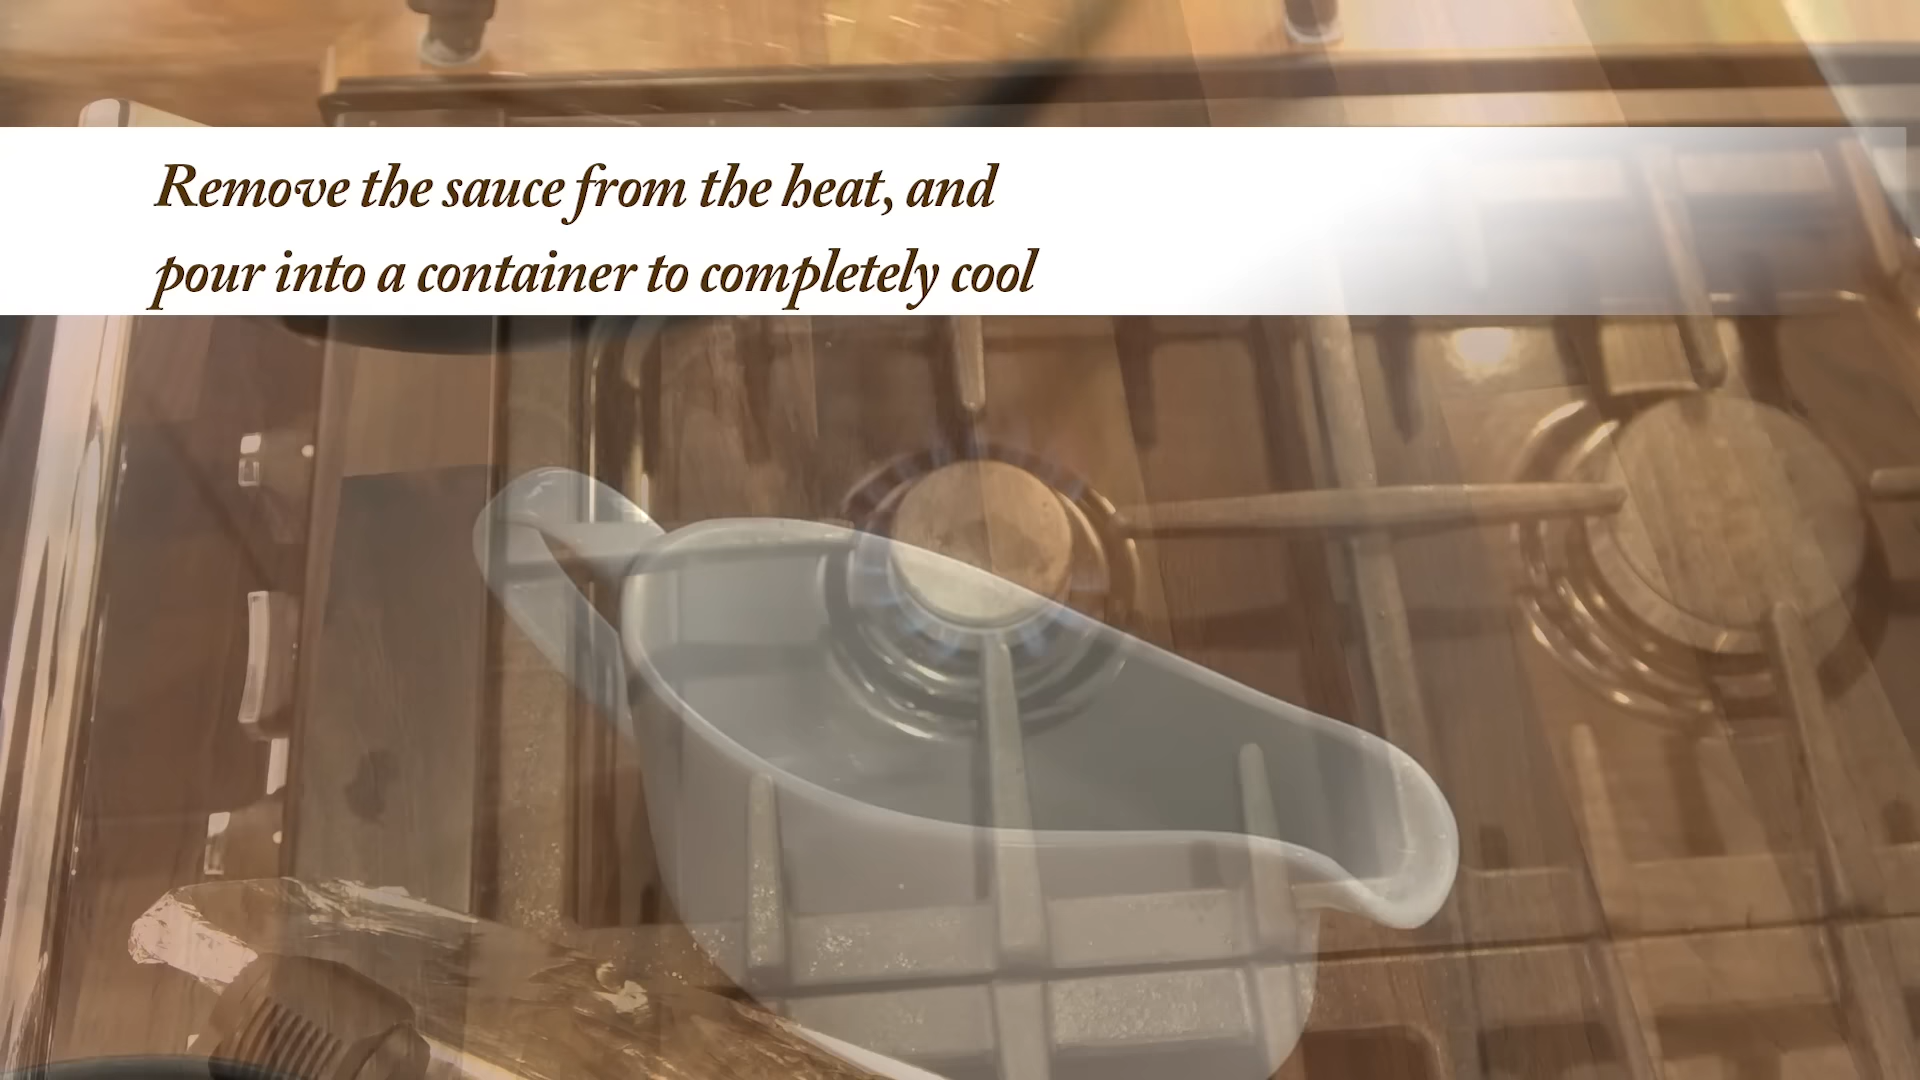 Remove the sauce from the heat, and
pour into a container to completely cool